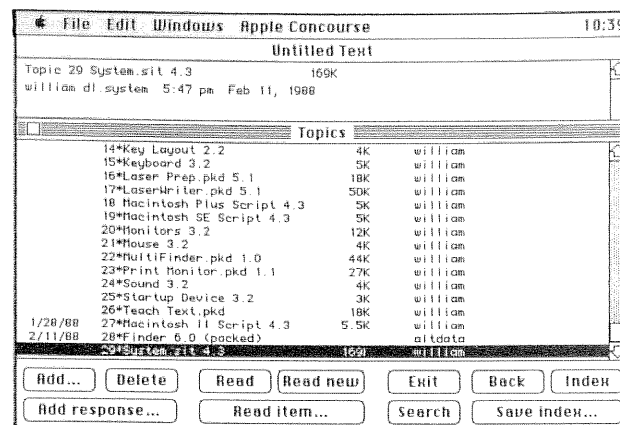 File Edit Windows Apple Concourse 10:39
Untitled Text
Topic 29 System.sit 4.3 169K
william dl.system 5:47 pm Feb 11, 1988
Topics
14*Key Layout 2.2 4K william
15*Keyboard 3.2 5K william
16*Laser Prep.pkd 5.1 18K william
17*LaserWriter.pkd 5.1 50K william
18 Macintosh Plus Script 4.3 5K william
19*Macintosh SE Script 4.3 5K william
20*Monitors 3.2 12K william
21*Mouse 3.2 4K william
22*MultiFinder.pkd 1.0 44K william
23*Print Monitor.pkd 1.1 27K william
24*Sound 3.2 4K william
25*Startup Device 3.2 3K william
26*Teach Text.pkd 18K william
1/28/88 27*Macintosh II Script 4.3 5.5K william
2/11/88 28*Finder 6.0 (packed) altdata
29*System.sit 4.3 169K william
Add... Delete Read Read new Exit Back Index
Add response... Read item... Search Save index...